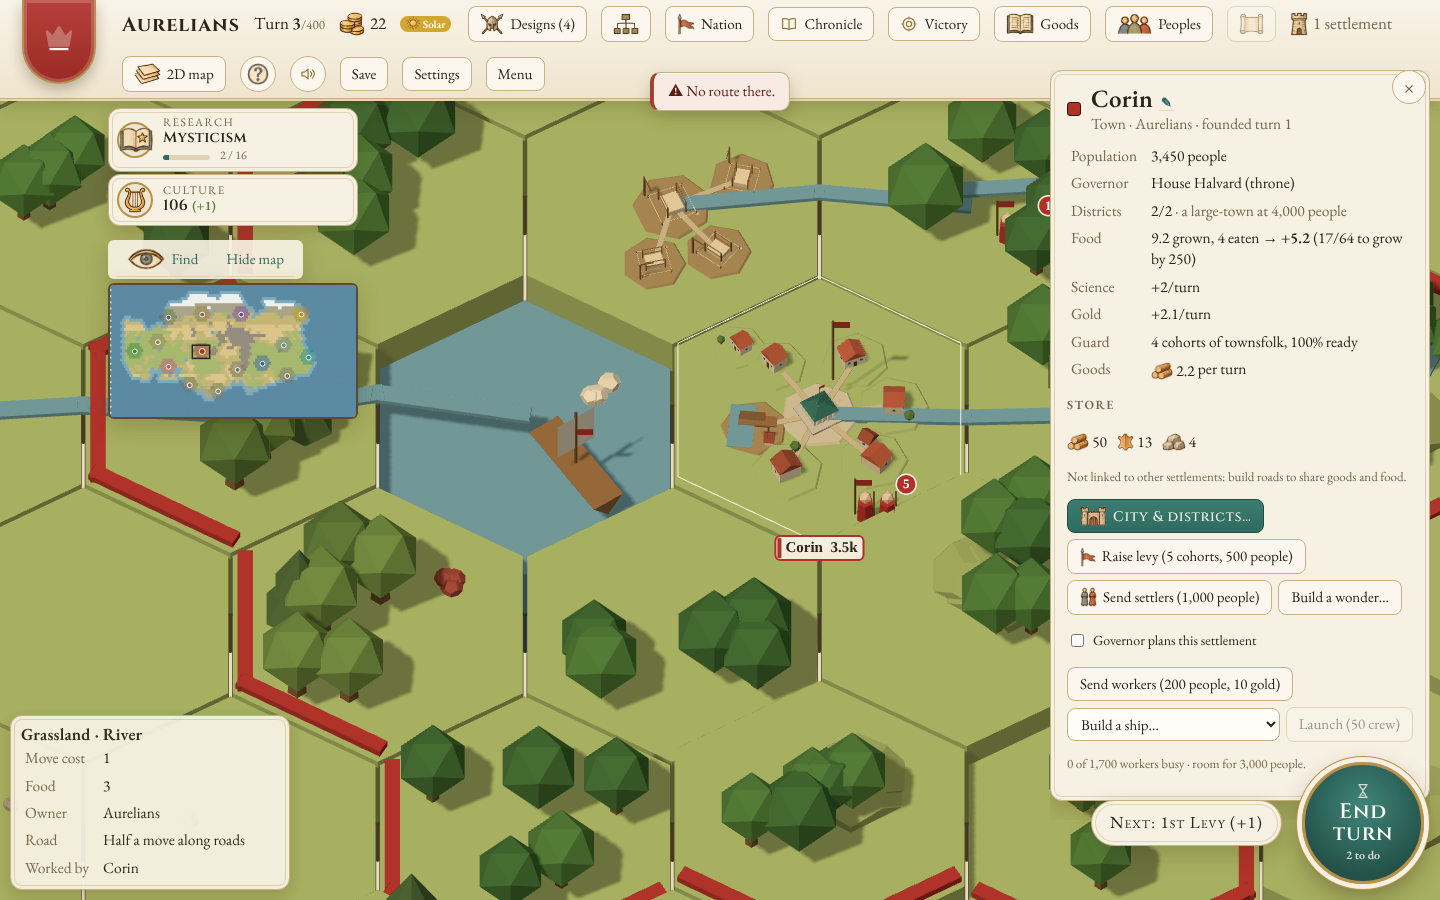 AURELIANS
Turn 3/400
22
Solar
Designs (4)
Nation
Chronicle
Victory
Goods
Peoples
1 settlement
2D map
?
Save
Settings
Menu
No route there.
RESEARCH
MYSTICISM
2 / 16
CULTURE
106 (+1)
Find
Hide map
5
Corin 3.5k
Corin
Town · Aurelians · founded turn 1
Population 3,450 people
Governor House Halvard (throne)
Districts 2/2 · a large-town at 4,000 people
Food 9.2 grown, 4 eaten → +5.2 (17/64 to grow
by 250)
Science +2/turn
Gold +2.1/turn
Guard 4 cohorts of townsfolk, 100% ready
Goods 2.2 per turn
STORE
50 13 4
Not linked to other settlements: build roads to share goods and food.
CITY & DISTRICTS...
Raise levy (5 cohorts, 500 people)
Send settlers (1,000 people)
Build a wonder...
Governor plans this settlement
Send workers (200 people, 10 gold)
Build a ship...
Launch (50 crew)
0 of 1,700 workers busy · room for 3,000 people.
Grassland · River
Move cost 1
Food 3
Owner Aurelians
Road Half a move along roads
Worked by Corin
NEXT: 1ST LEVY (+1)
END
TURN
2 to do